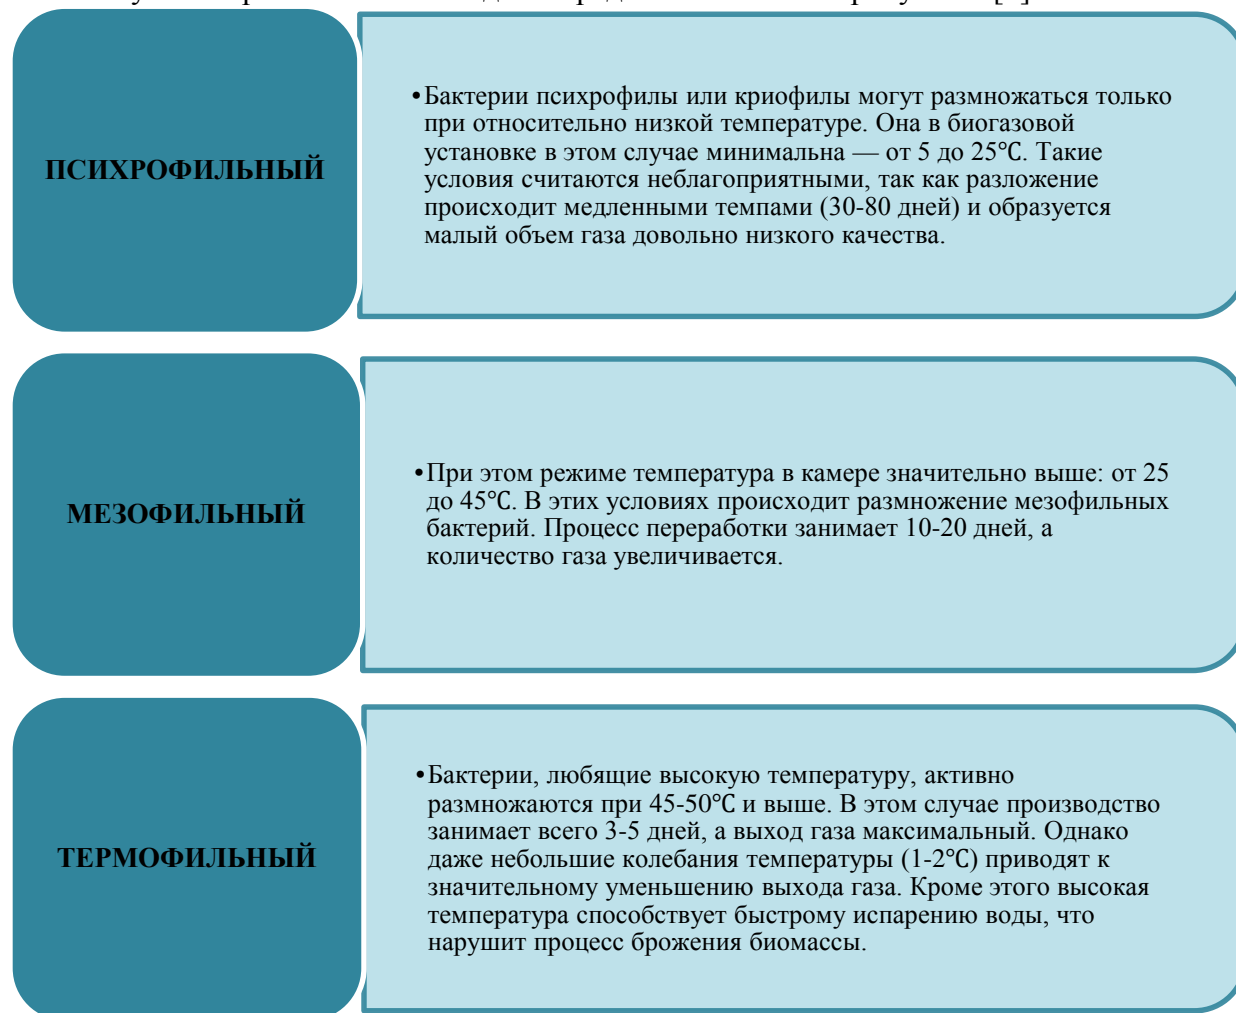 ПСИХРОФИЛЬНЫЙ
•Бактерии психрофилы или криофилы могут размножаться только
при относительно низкой температуре. Она в биогазовой
установке в этом случае минимальна — от 5 до 25℃. Такие
условия считаются неблагоприятными, так как разложение
происходит медленными темпами (30-80 дней) и образуется
малый объем газа довольно низкого качества.
МЕЗОФИЛЬНЫЙ
•При этом режиме температура в камере значительно выше: от 25
до 45℃. В этих условиях происходит размножение мезофильных
бактерий. Процесс переработки занимает 10-20 дней, а
количество газа увеличивается.
ТЕРМОФИЛЬНЫЙ
•Бактерии, любящие высокую температуру, активно
размножаются при 45-50℃ и выше. В этом случае производство
занимает всего 3-5 дней, а выход газа максимальный. Однако
даже небольшие колебания температуры (1-2℃) приводят к
значительному уменьшению выхода газа. Кроме этого высокая
температура способствует быстрому испарению воды, что
нарушит процесс брожения биомассы.